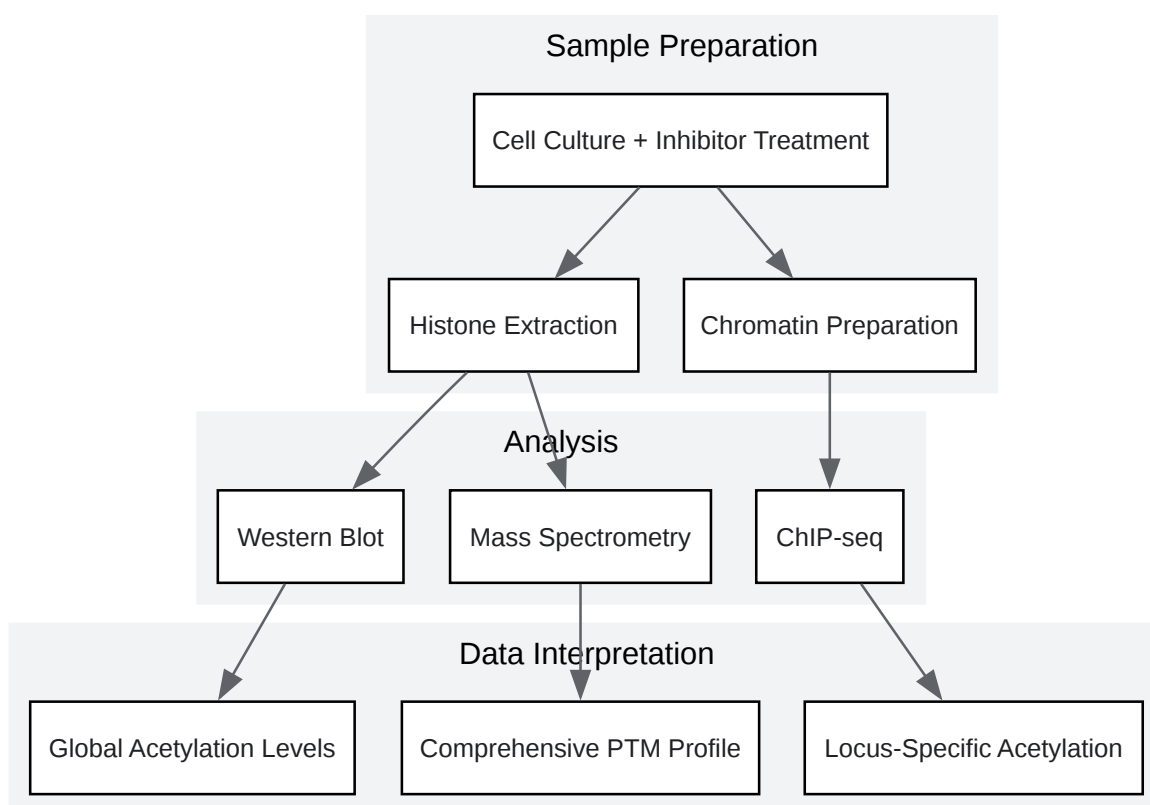 Sample Preparation
Cell Culture + Inhibitor Treatment
Histone Extraction
Chromatin Preparation
Analysis
Western Blot
Mass Spectrometry
ChIP-seq
Data Interpretation
Global Acetylation Levels
Comprehensive PTM Profile
Locus-Specific Acetylation